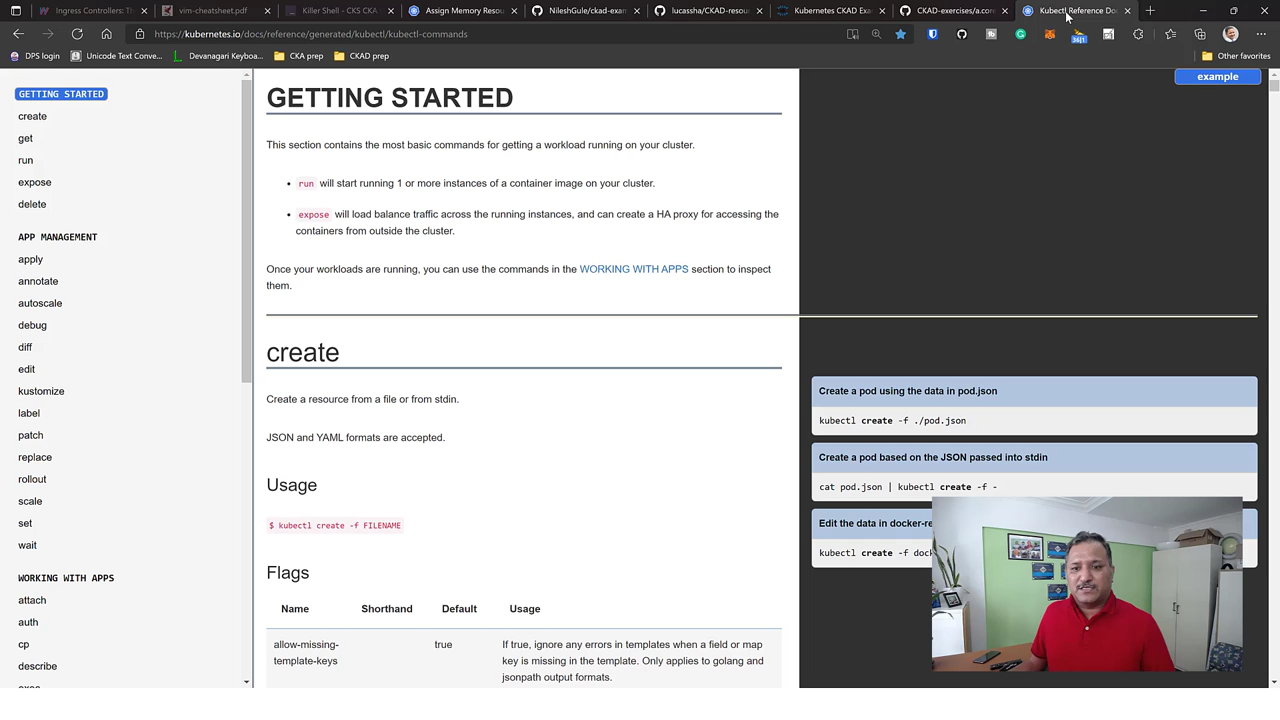 Ingress Controllers: Th
vim-cheatsheet.pdf
Killer Shell - CKS CKA
Assign Memory Resou
NileshGule/ckad-exam
lucassha/CKAD-resou
Kubernetes CKAD Exa
CKAD-exercises/a.core
Kubectl Reference Do
https://kubernetes.io/docs/reference/generated/kubectl/kubectl-commands
DPS login
Unicode Text Conve...
Devanagari Keyboa...
CKA prep
CKAD prep
Other favorites
GETTING STARTED
create
get
run
expose
delete
APP MANAGEMENT
apply
annotate
autoscale
debug
diff
edit
kustomize
label
patch
replace
rollout
scale
set
wait
WORKING WITH APPS
attach
auth
cp
describe
GETTING STARTED
This section contains the most basic commands for getting a workload running on your cluster.
run will start running 1 or more instances of a container image on your cluster.
expose will load balance traffic across the running instances, and can create a HA proxy for accessing the
containers from outside the cluster.
Once your workloads are running, you can use the commands in the WORKING WITH APPS section to inspect
them.
create
Create a resource from a file or from stdin.
JSON and YAML formats are accepted.
Usage
$ kubectl create -f FILENAME
Flags
Name Shorthand Default Usage
allow-missing-
template-keys
true
If true, ignore any errors in templates when a field or map
key is missing in the template. Only applies to golang and
jsonpath output formats.
example
Create a pod using the data in pod.json
kubectl create -f ./pod.json
Create a pod based on the JSON passed into stdin
cat pod.json | kubectl create -f -
Edit the data in docker-re
kubectl create -f dock